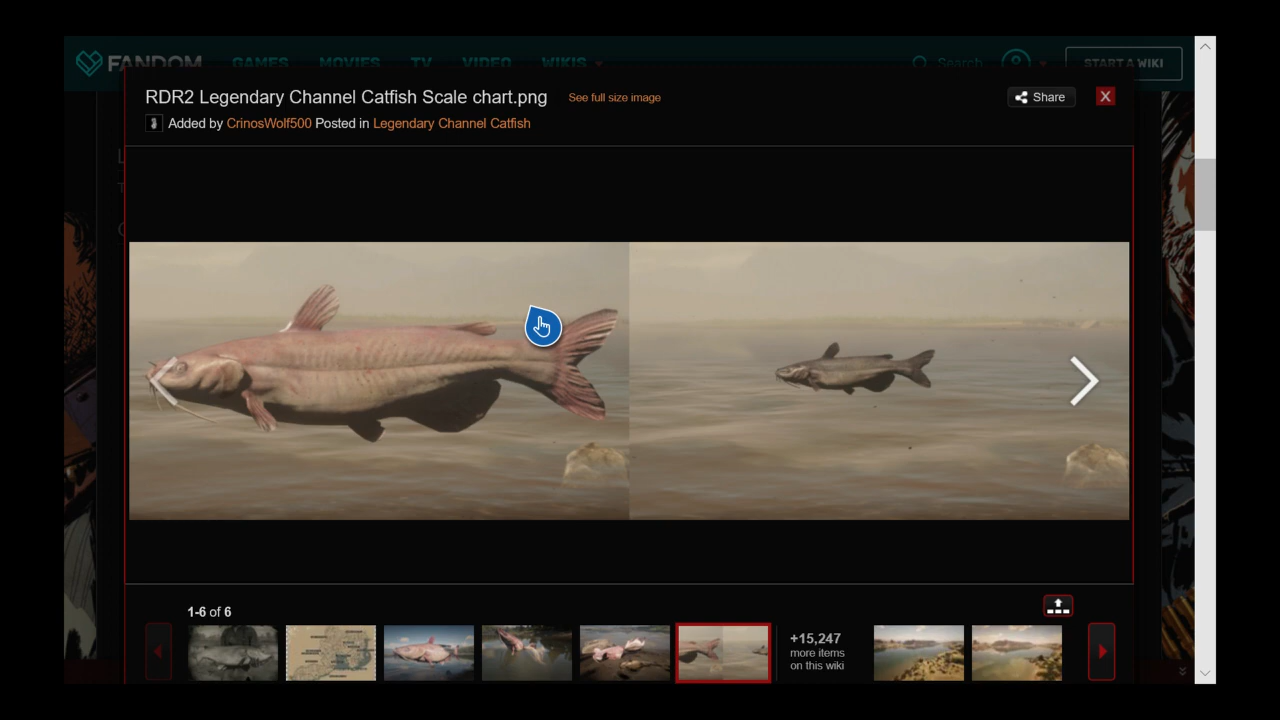 FANDOM GAMES MOVIES TV VIDEO WIKIS Search START A WIKI
RDR2 Legendary Channel Catfish Scale chart.png See full size image Share X
Added by CrinosWolf500 Posted in Legendary Channel Catfish
1-6 of 6
+15,247
more items
on this wiki